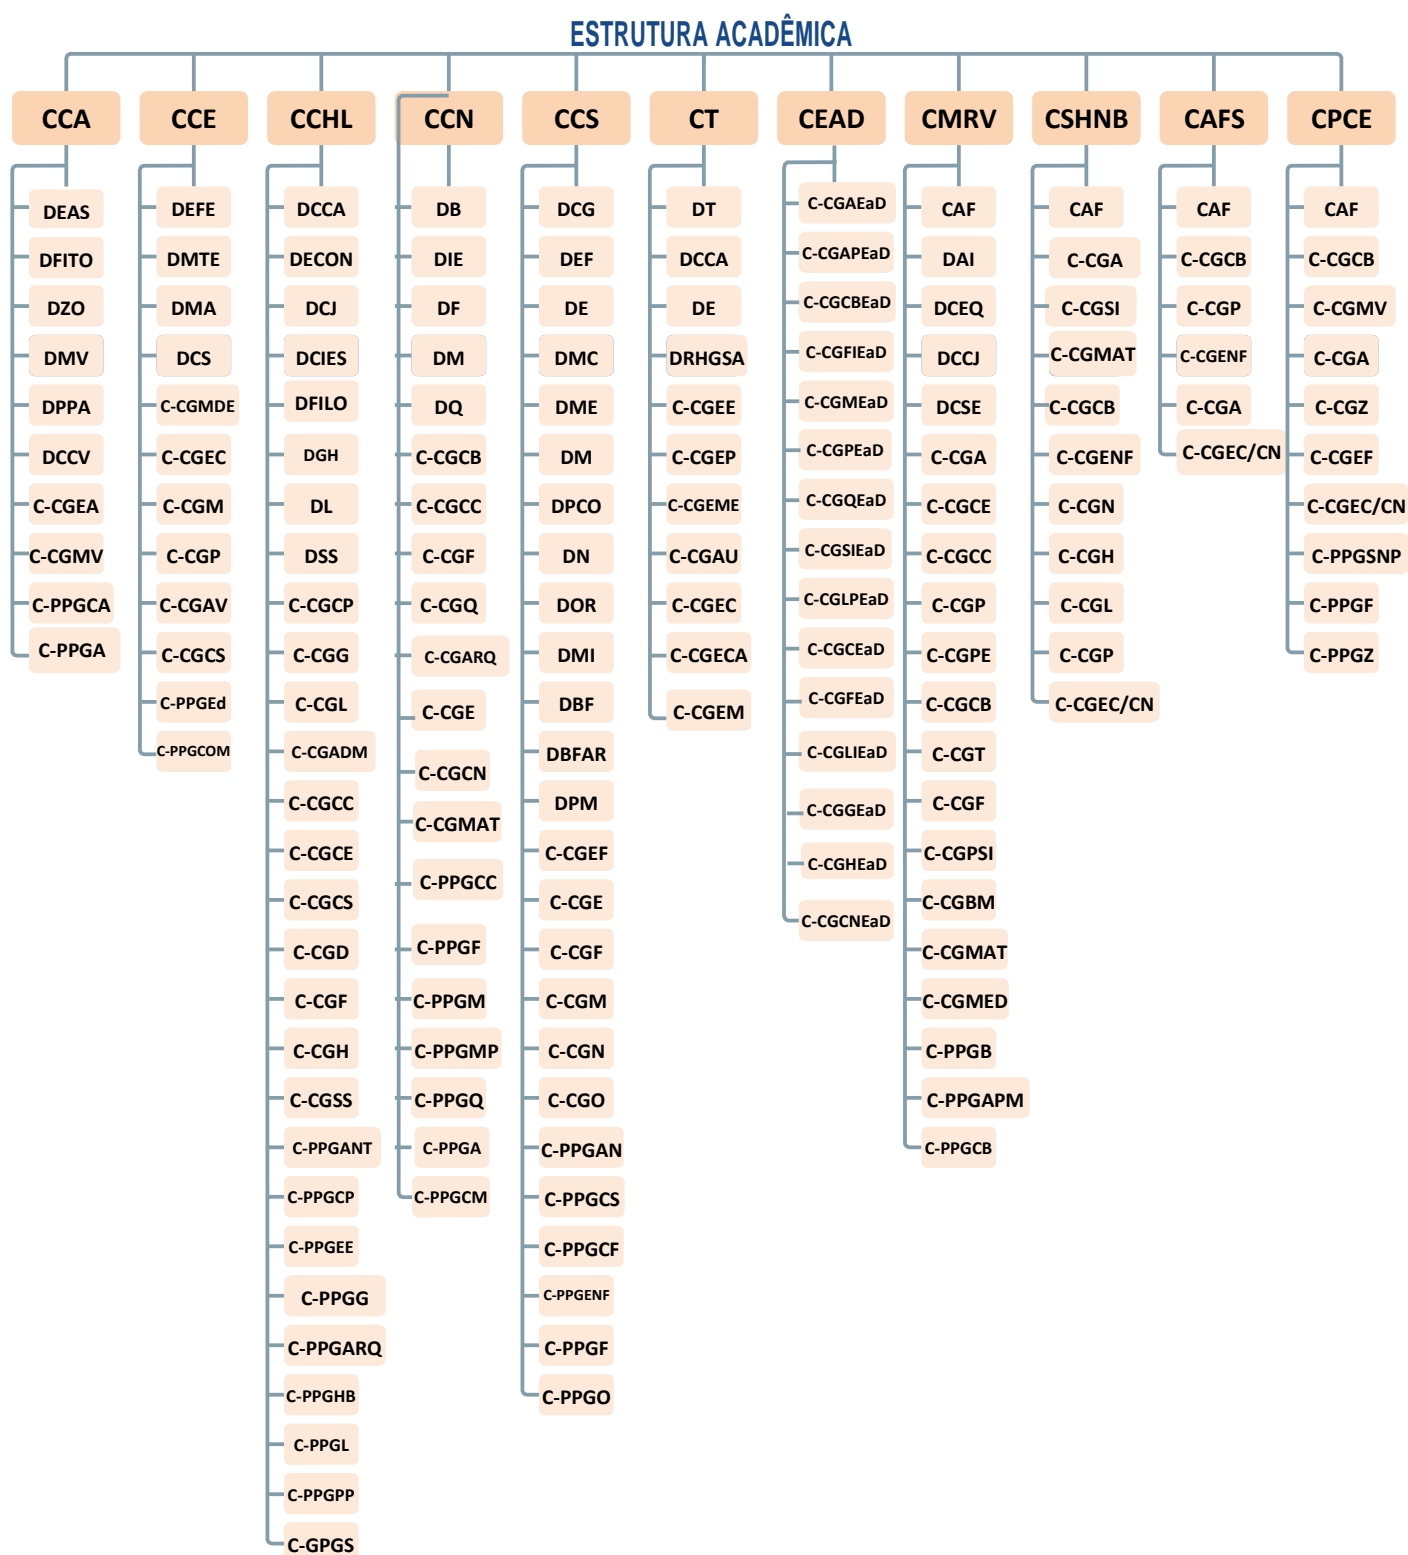 ESTRUTURA ACADÊMICA
CCA
DEAS
DFITO
DZO
DMV
DPPA
DCCV
C-CGEA
C-CGMV
C-PPGCA
C-PPGA
CCE
DEFE
DMTE
DMA
DCS
C-CGMDE
C-CGEC
C-CGM
C-CGP
C-CGAV
C-CGCS
C-PPGEd
C-PPGCOM
CCHL
DCCA
DECON
DCJ
DCIES
DFILO
DGH
DL
DSS
C-CGCP
C-CGG
C-CGL
C-CGADM
C-CGCC
C-CGCE
C-CGCS
C-CGD
C-CGF
C-CGH
C-CGSS
C-PPGANT
C-PPGCP
C-PPGEE
C-PPGG
C-PPGARQ
C-PPGHB
C-PPGL
C-PPGPP
C-GPGS
CCN
DB
DIE
DF
DM
DQ
C-CGCB
C-CGCC
C-CGF
C-CGQ
C-CGARQ
C-CGE
C-CGCN
C-CGMAT
C-PPGCC
C-PPGF
C-PPGM
C-PPGMP
C-PPGQ
C-PPGA
C-PPGCM
CCS
DCG
DEF
DE
DMC
DME
DM
DPCO
DN
DOR
DMI
DBF
DBFAR
DPM
C-CGEF
C-CGE
C-CGF
C-CGM
C-CGN
C-CGO
C-PPGAN
C-PPGCS
C-PPGCF
C-PPGENF
C-PPGF
C-PPGO
CT
DT
DCCA
DE
DRHGSA
C-CGEE
C-CGEP
C-CGEME
C-CGAU
C-CGEC
C-CGECA
C-CGEM
CEAD
C-CGAEaD
C-CGAPEaD
C-CGCBEaD
C-CGFIEaD
C-CGMEaD
C-CGPEaD
C-CGQEaD
C-CGSIEaD
C-CGLPEaD
C-CGCEaD
C-CGFEaD
C-CGLIEaD
C-CGGEaD
C-CGHEaD
C-CGCNEaD
CMRV
CAF
DAI
DCEQ
DCCJ
DCSE
C-CGA
C-CGCE
C-CGCC
C-CGP
C-CGPE
C-CGCB
C-CGT
C-CGF
C-CGPSI
C-CGBM
C-CGMAT
C-CGMED
C-PPGB
C-PPGAPM
C-PPGCB
CSHNB
CAF
C-CGA
C-CGSI
C-CGMAT
C-CGCB
C-CGENF
C-CGN
C-CGH
C-CGL
C-CGP
C-CGEC/CN
CAFS
CAF
C-CGCB
C-CGP
C-CGENF
C-CGA
C-CGEC/CN
CPCE
CAF
C-CGCB
C-CGMV
C-CGA
C-CGZ
C-CGEF
C-CGEC/CN
C-PPGSNP
C-PPGF
C-PPGZ